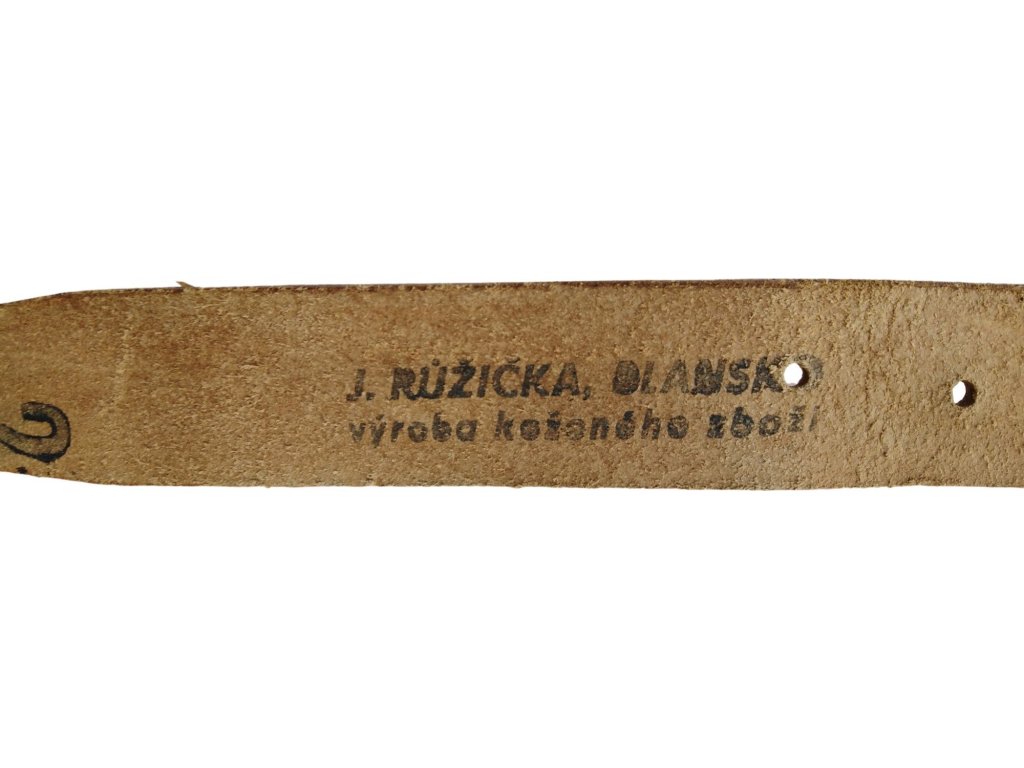 J. RŮŽIČKA, BLANSKO
výroba koženého zboží